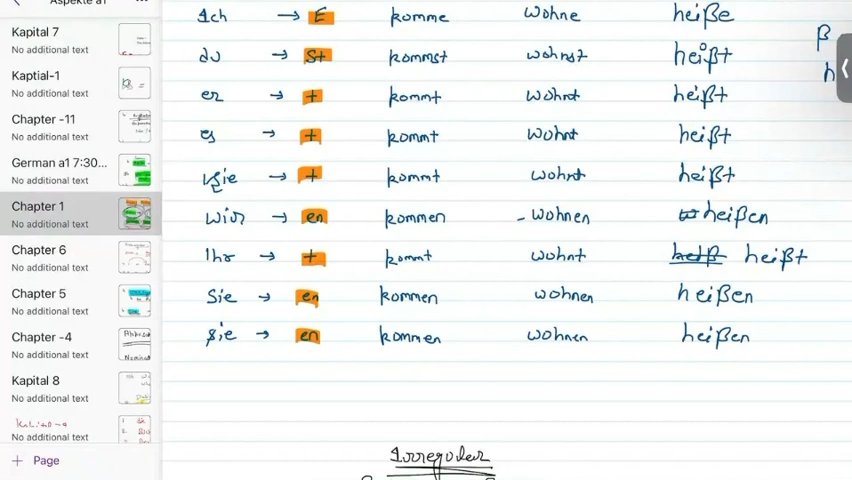 Aspekte a1
Kapital 7
No additional text
Kaptial-1
No additional text
Chapter -11
No additional text
German a1 7:30...
No additional text
Chapter 1
No additional text
Chapter 6
No additional text
Chapter 5
No additional text
Chapter -4
No additional text
Kapital 8
No additional text
No additional text
+ Page
Ich → E komme wohne heiße
du → St kommst wohnst heißt
er → t kommt wohnt heißt
es → t kommt wohnt heißt
sie → t kommt wohnt heißt
wir → en kommen - wohnen heißen
Ihr → t kommt wohnt heißt
Sie → en kommen wohnen heißen
sie → en kommen wohnen heißen
ß
h
Irregular